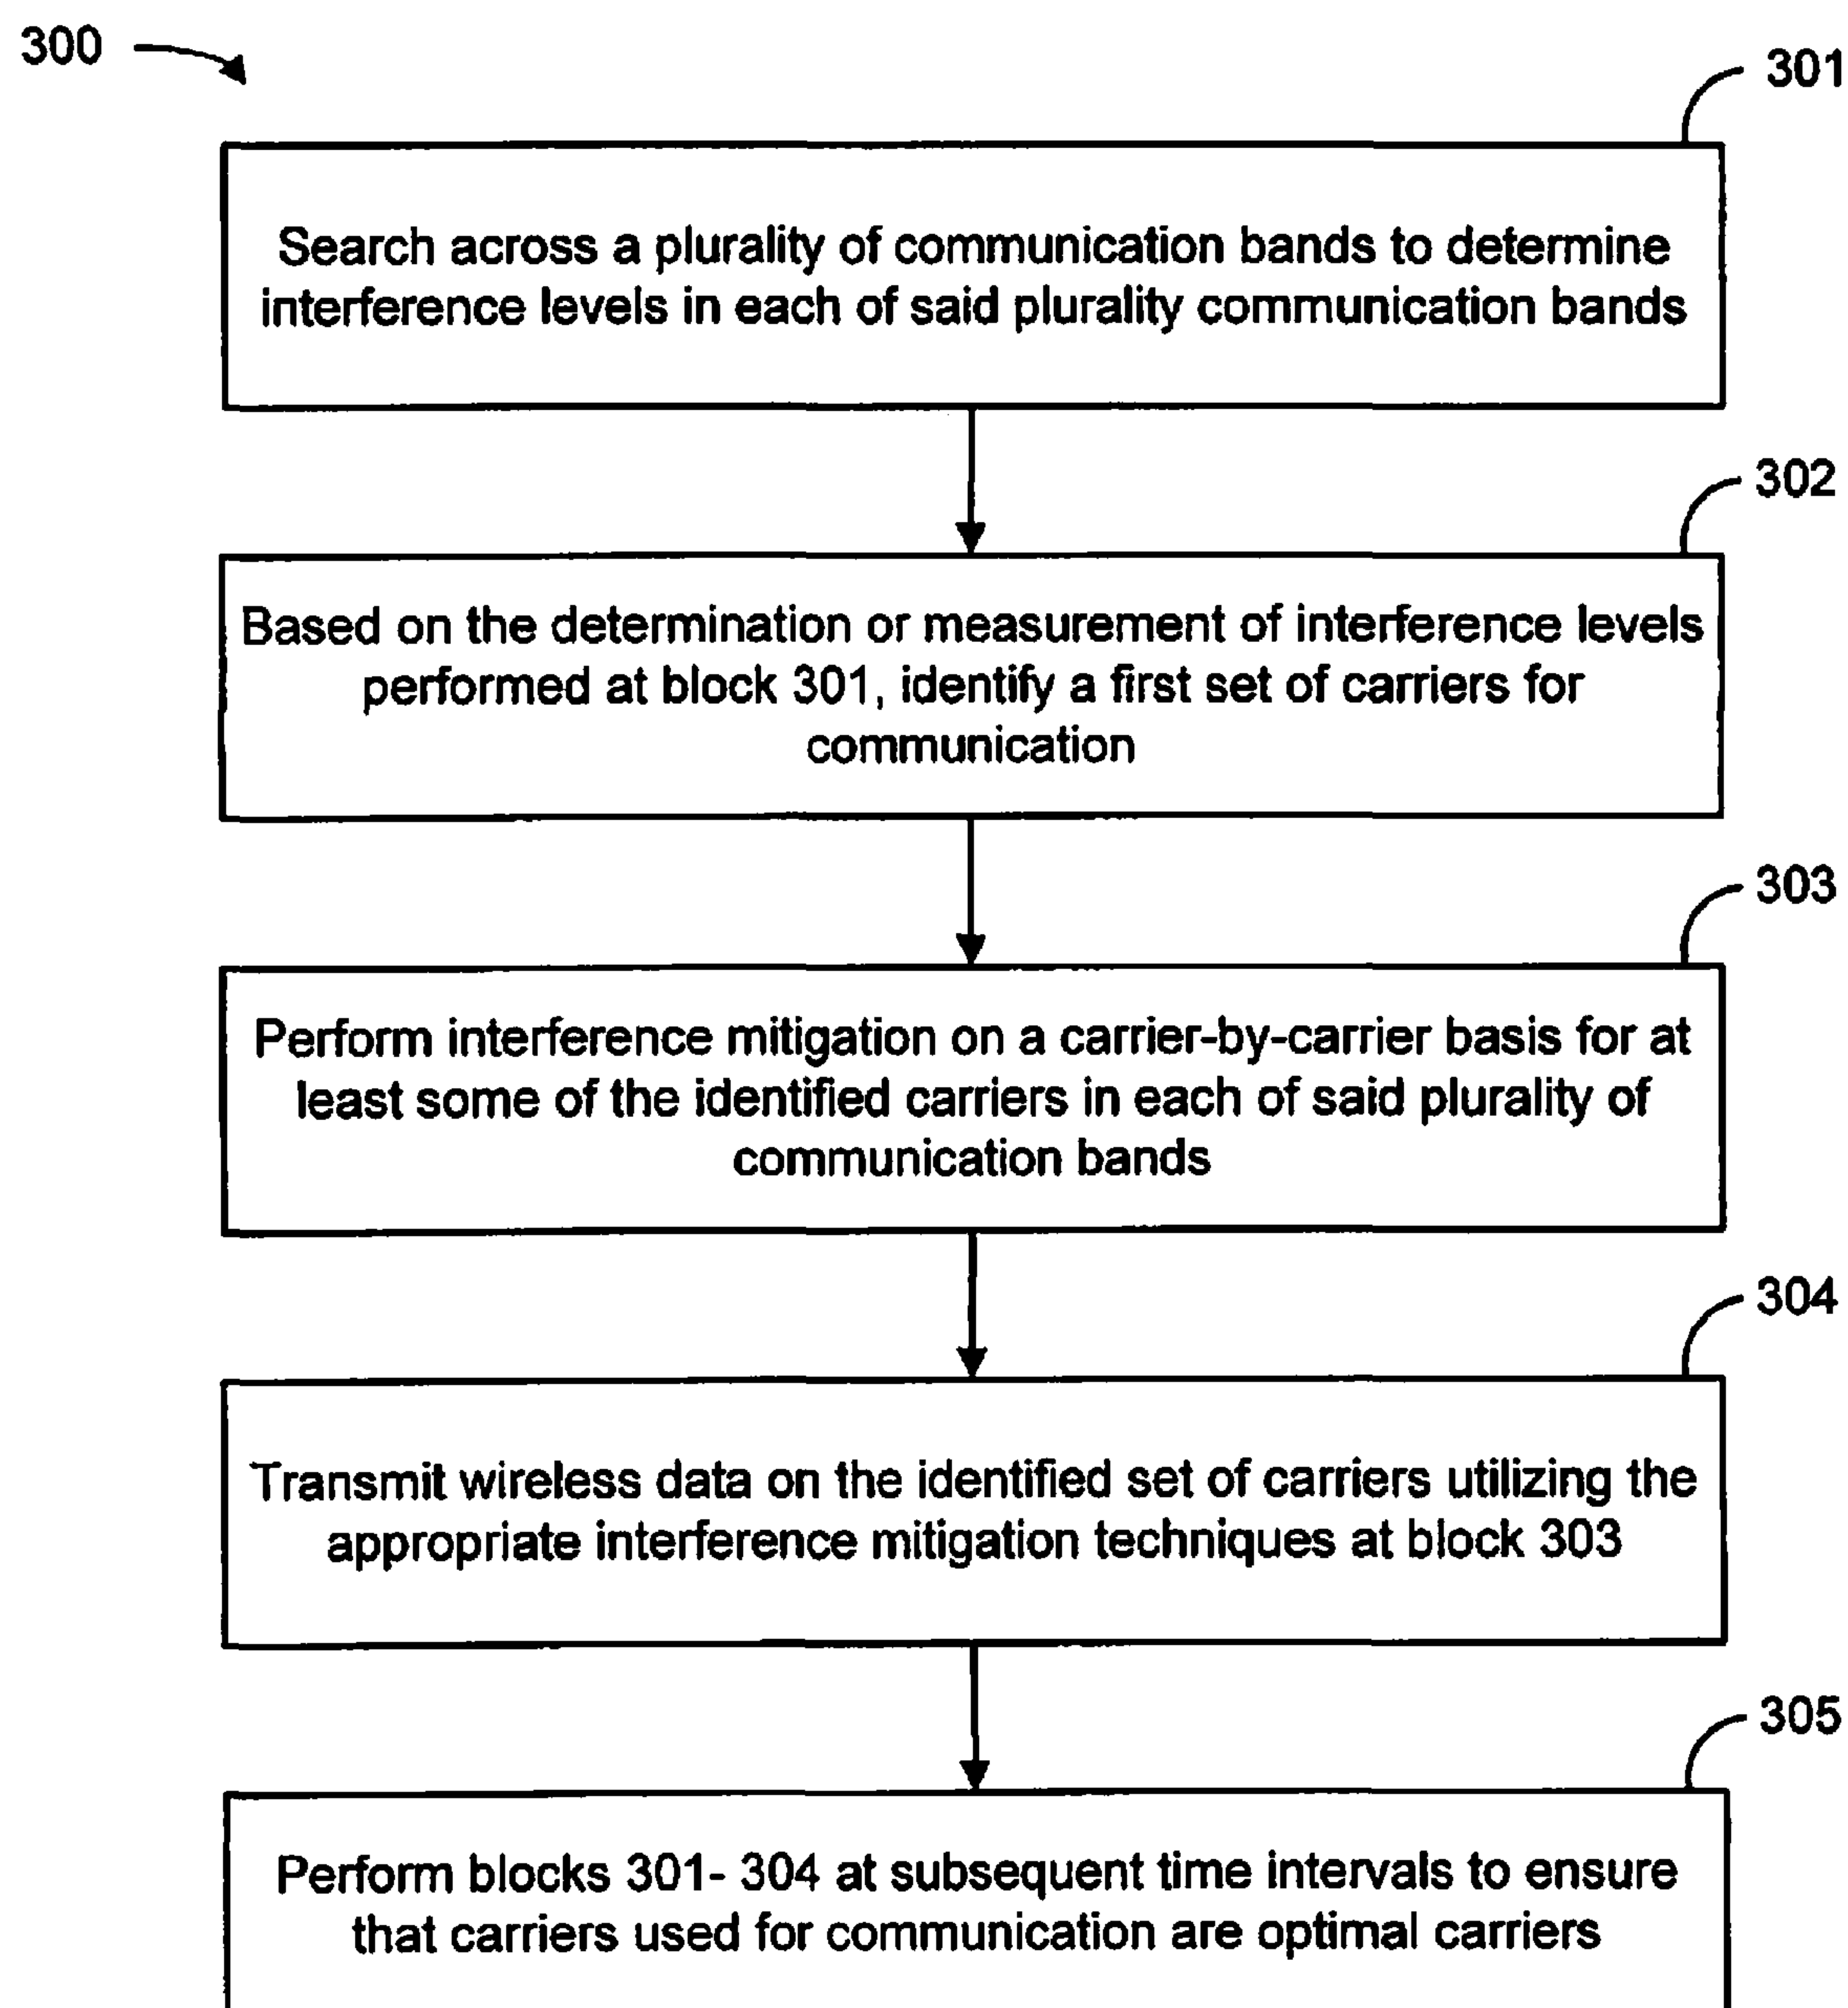 300
301
Search across a plurality of communication bands to determine
interference levels in each of said plurality communication bands
302
Based on the determination or measurement of interference levels
performed at block 301, identify a first set of carriers for
communication
303
Perform interference mitigation on a carrier-by-carrier basis for at
least some of the identified carriers in each of said plurality of
communication bands
304
Transmit wireless data on the identified set of carriers utilizing the
appropriate interference mitigation techniques at block 303
305
Perform blocks 301- 304 at subsequent time intervals to ensure
that carriers used for communication are optimal carriers